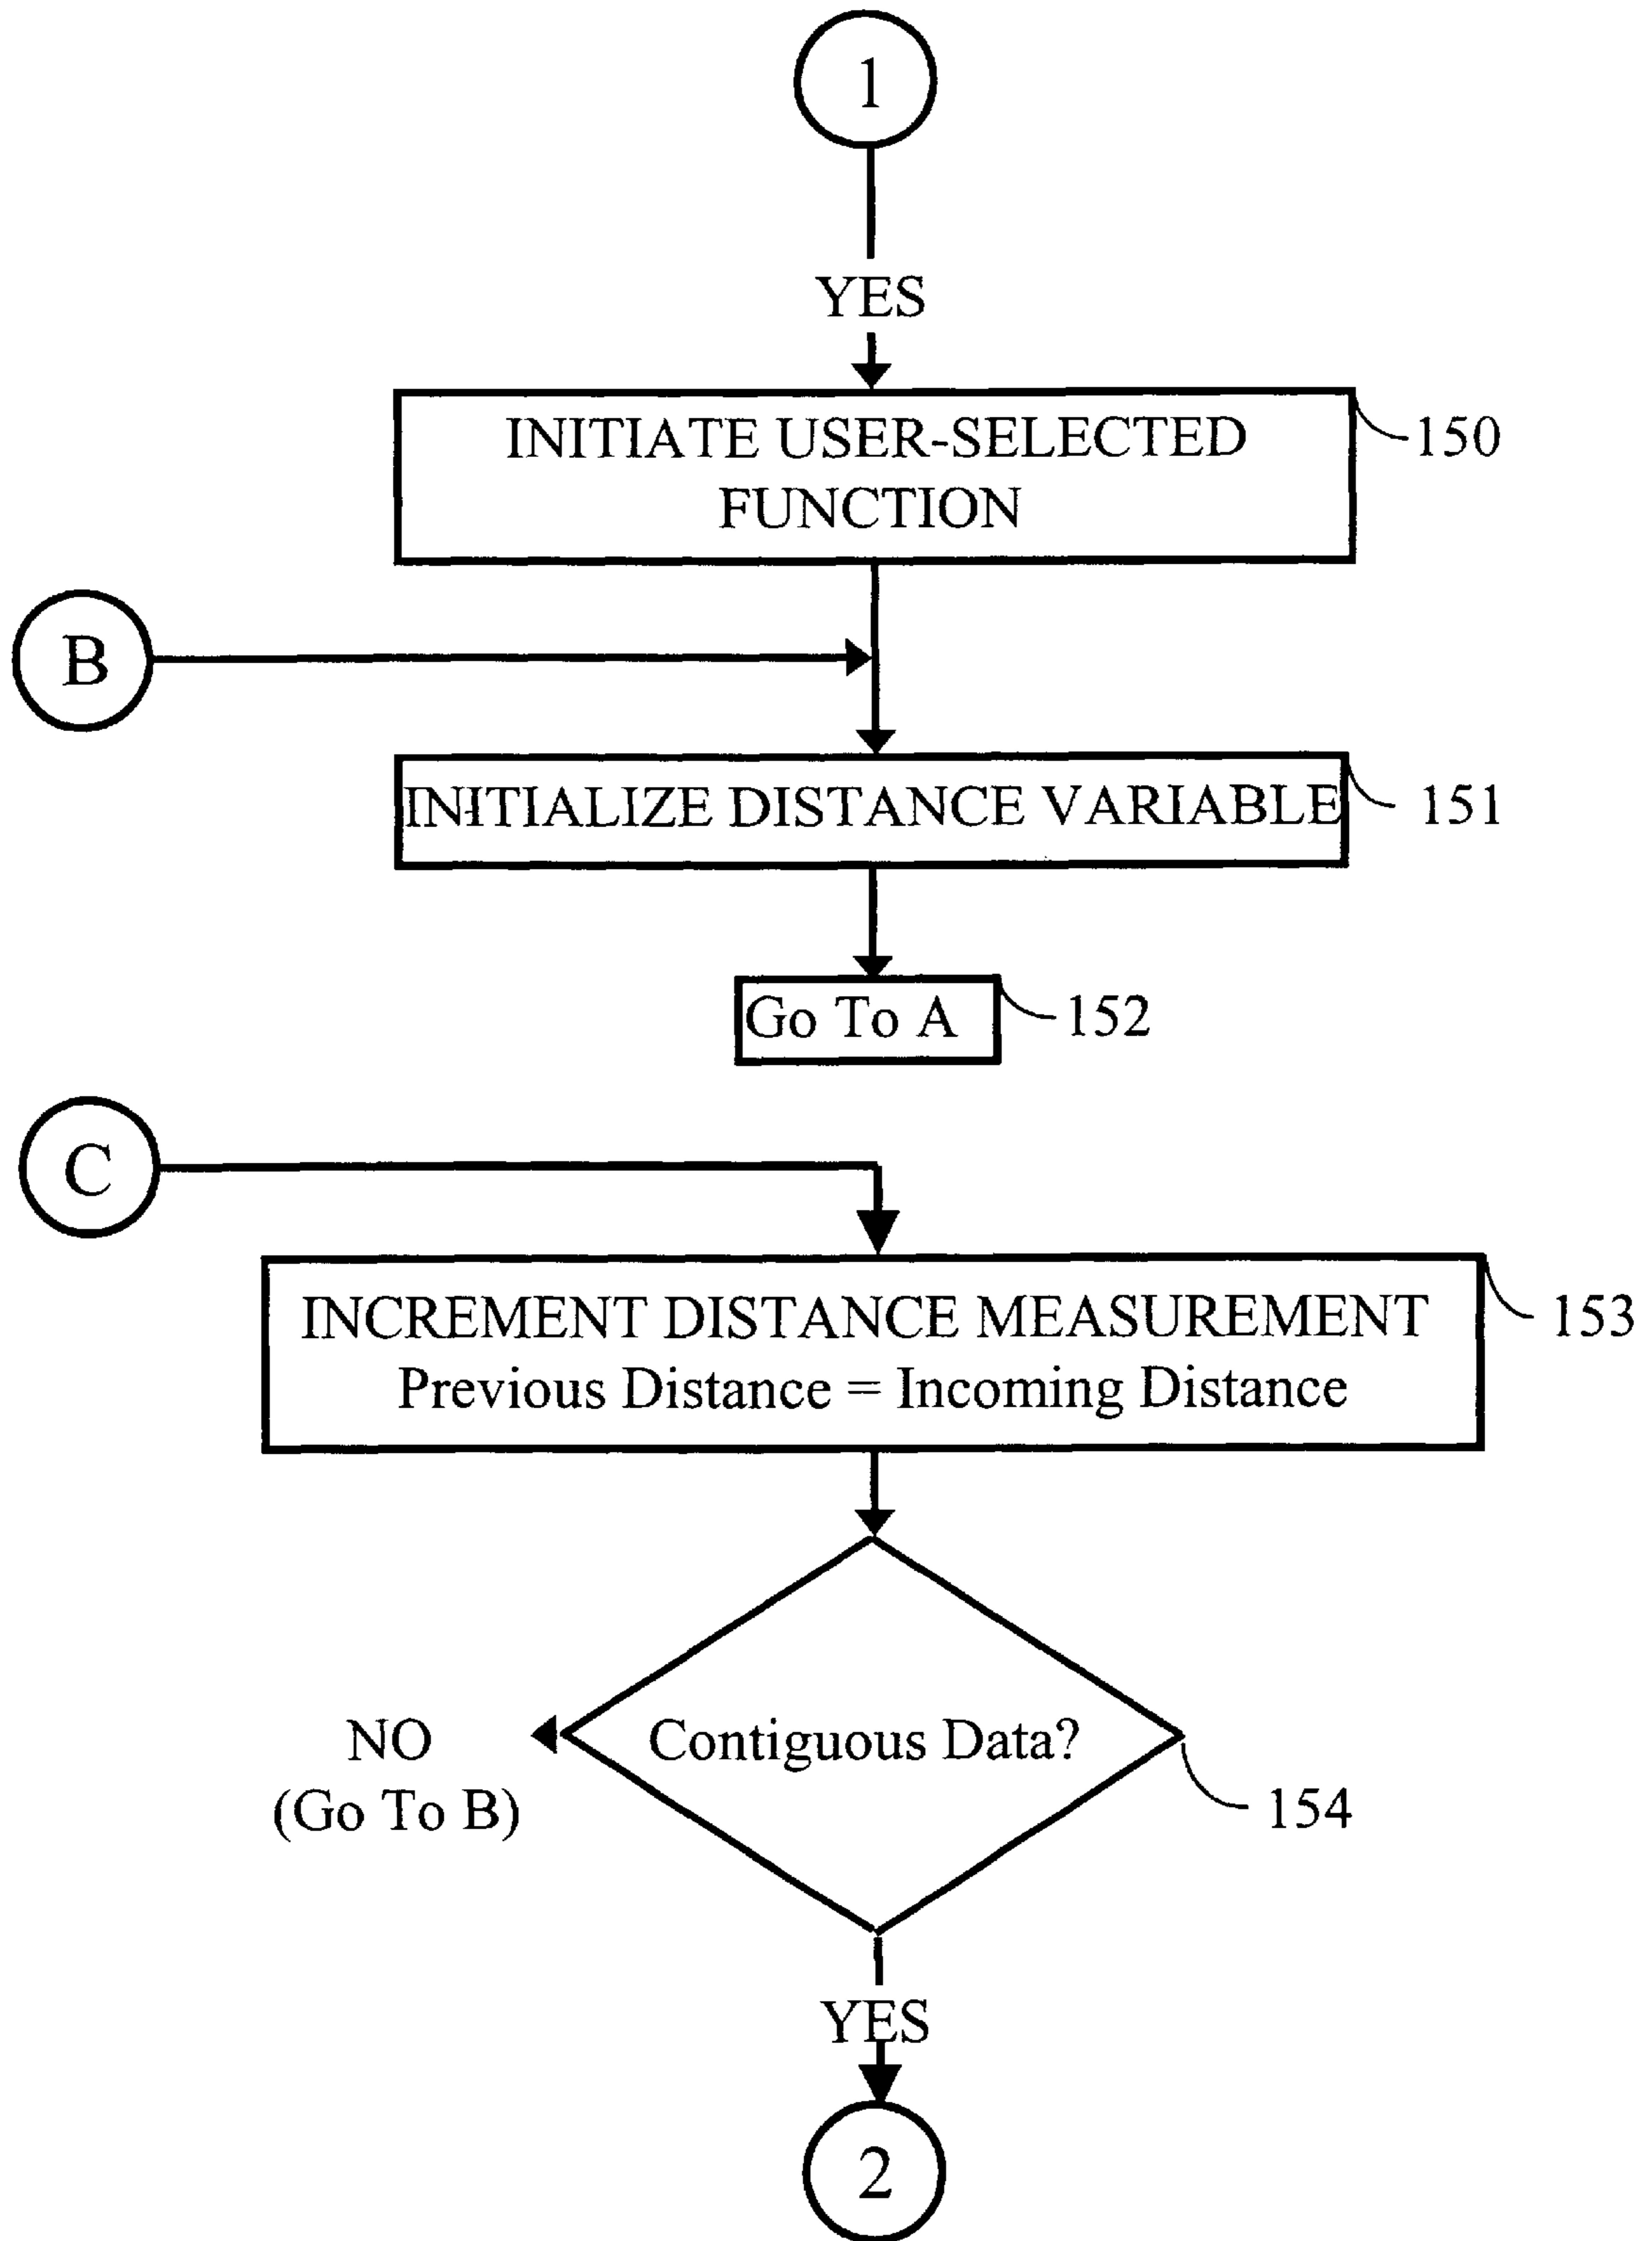 1
YES
INITIATE USER-SELECTED
FUNCTION
150
B
INITIALIZE DISTANCE VARIABLE
151
Go To A
152
C
INCREMENT DISTANCE MEASUREMENT
Previous Distance = Incoming Distance
153
Contiguous Data?
NO
(Go To B)
154
YES
2